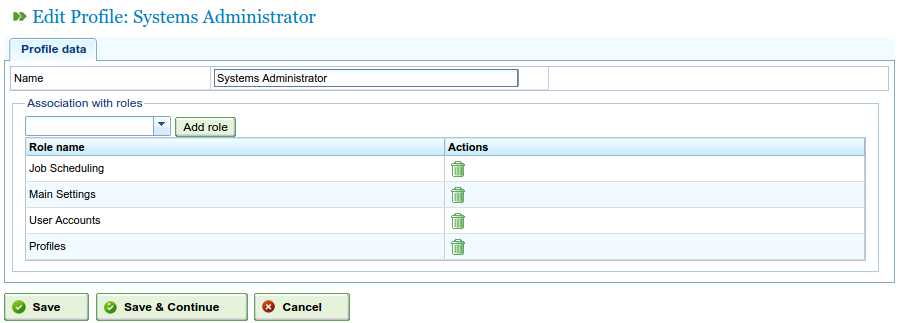 Edit Profile: Systems Administrator
Profile data
Name Systems Administrator
Association with roles
Add role
Role name Actions
Job Scheduling
Main Settings
User Accounts
Profiles
Save Save & Continue Cancel